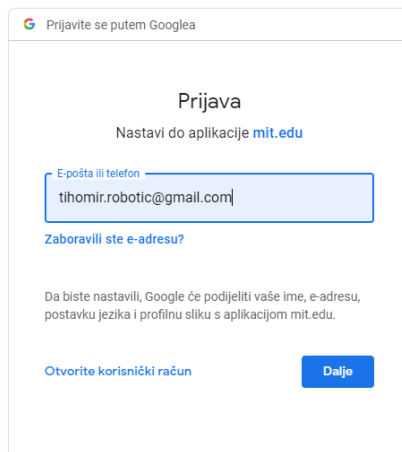 Prijavite se putem Googlea
Prijava
Nastavi do aplikacije mit.edu
E-pošta ili telefon
tihomir.robotic@gmail.com
Zaboravili ste e-adresu?
Da biste nastavili, Google će podijeliti vaše ime, e-adresu,
postavku jezika i profilnu sliku s aplikacijom mit.edu.
Otvorite korisnički račun
Dalje